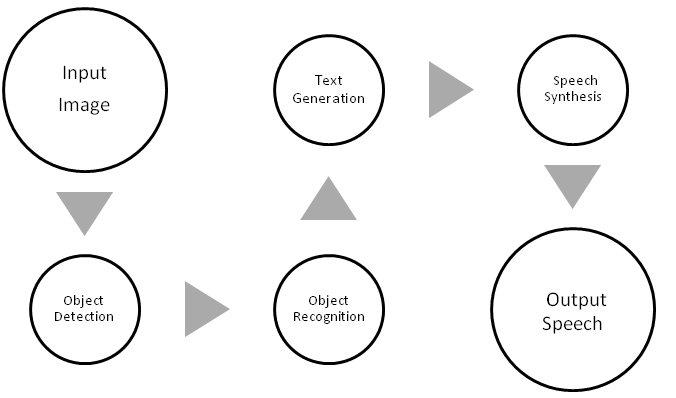 Input
Image
Object
Detection
Object
Recognition
Text
Generation
Speech
Synthesis
Output
Speech